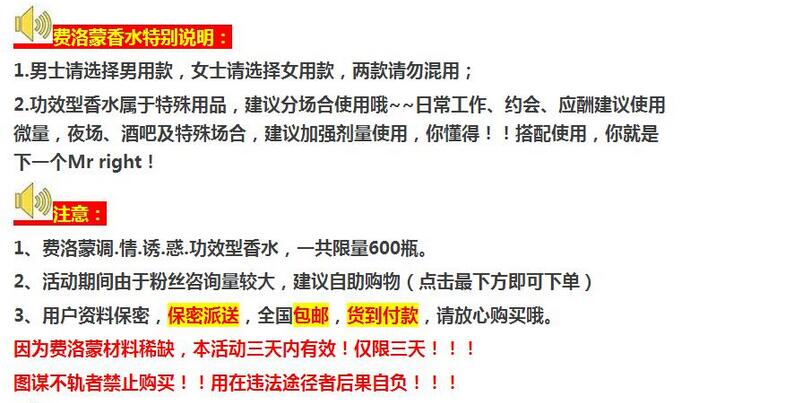 费洛蒙香水特别说明：
1.男士请选择男用款，女士请选择女用款，两款请勿混用；
2.功效型香水属于特殊用品，建议分场合使用哦~~日常工作、约会、应酬建议使用
微量，夜场、酒吧及特殊场合，建议加强剂量使用，你懂得！！搭配使用，你就是
下一个Mr right！
注意：
1、费洛蒙调.情.诱.惑.功效型香水，一共限量600瓶。
2、活动期间由于粉丝咨询量较大，建议自助购物（点击最下方即可下单）
3、用户资料保密，保密派送，全国包邮，货到付款，请放心购买哦。
因为费洛蒙材料稀缺，本活动三天内有效！仅限三天！！！
图谋不轨者禁止购买！！用在违法途径者后果自负！！！